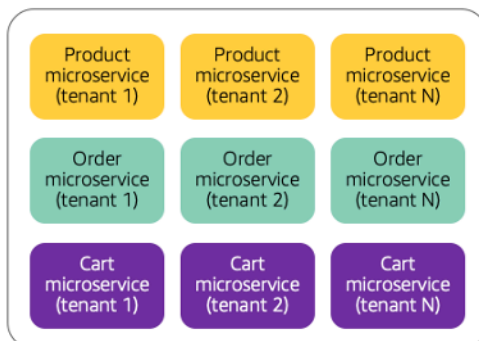 Product microservice (tenant 1)
Product microservice (tenant 2)
Product microservice (tenant N)
Order microservice (tenant 1)
Order microservice (tenant 2)
Order microservice (tenant N)
Cart microservice (tenant 1)
Cart microservice (tenant 2)
Cart microservice (tenant N)